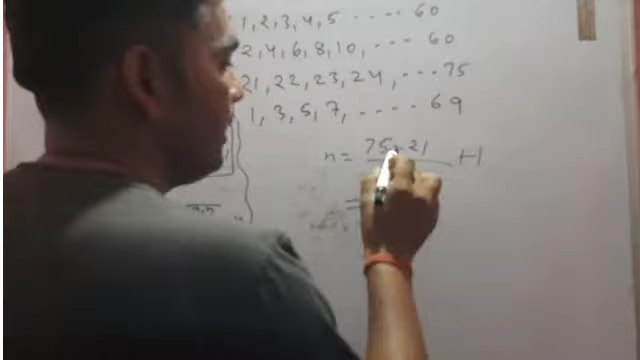 1, 2, 3, 4, 5 ..... 60
2, 4, 6, 8, 10, ... 60
21, 22, 23, 24, ... 75
1, 3, 5, 7, ..... 69
n = 75 - 21 +1
=